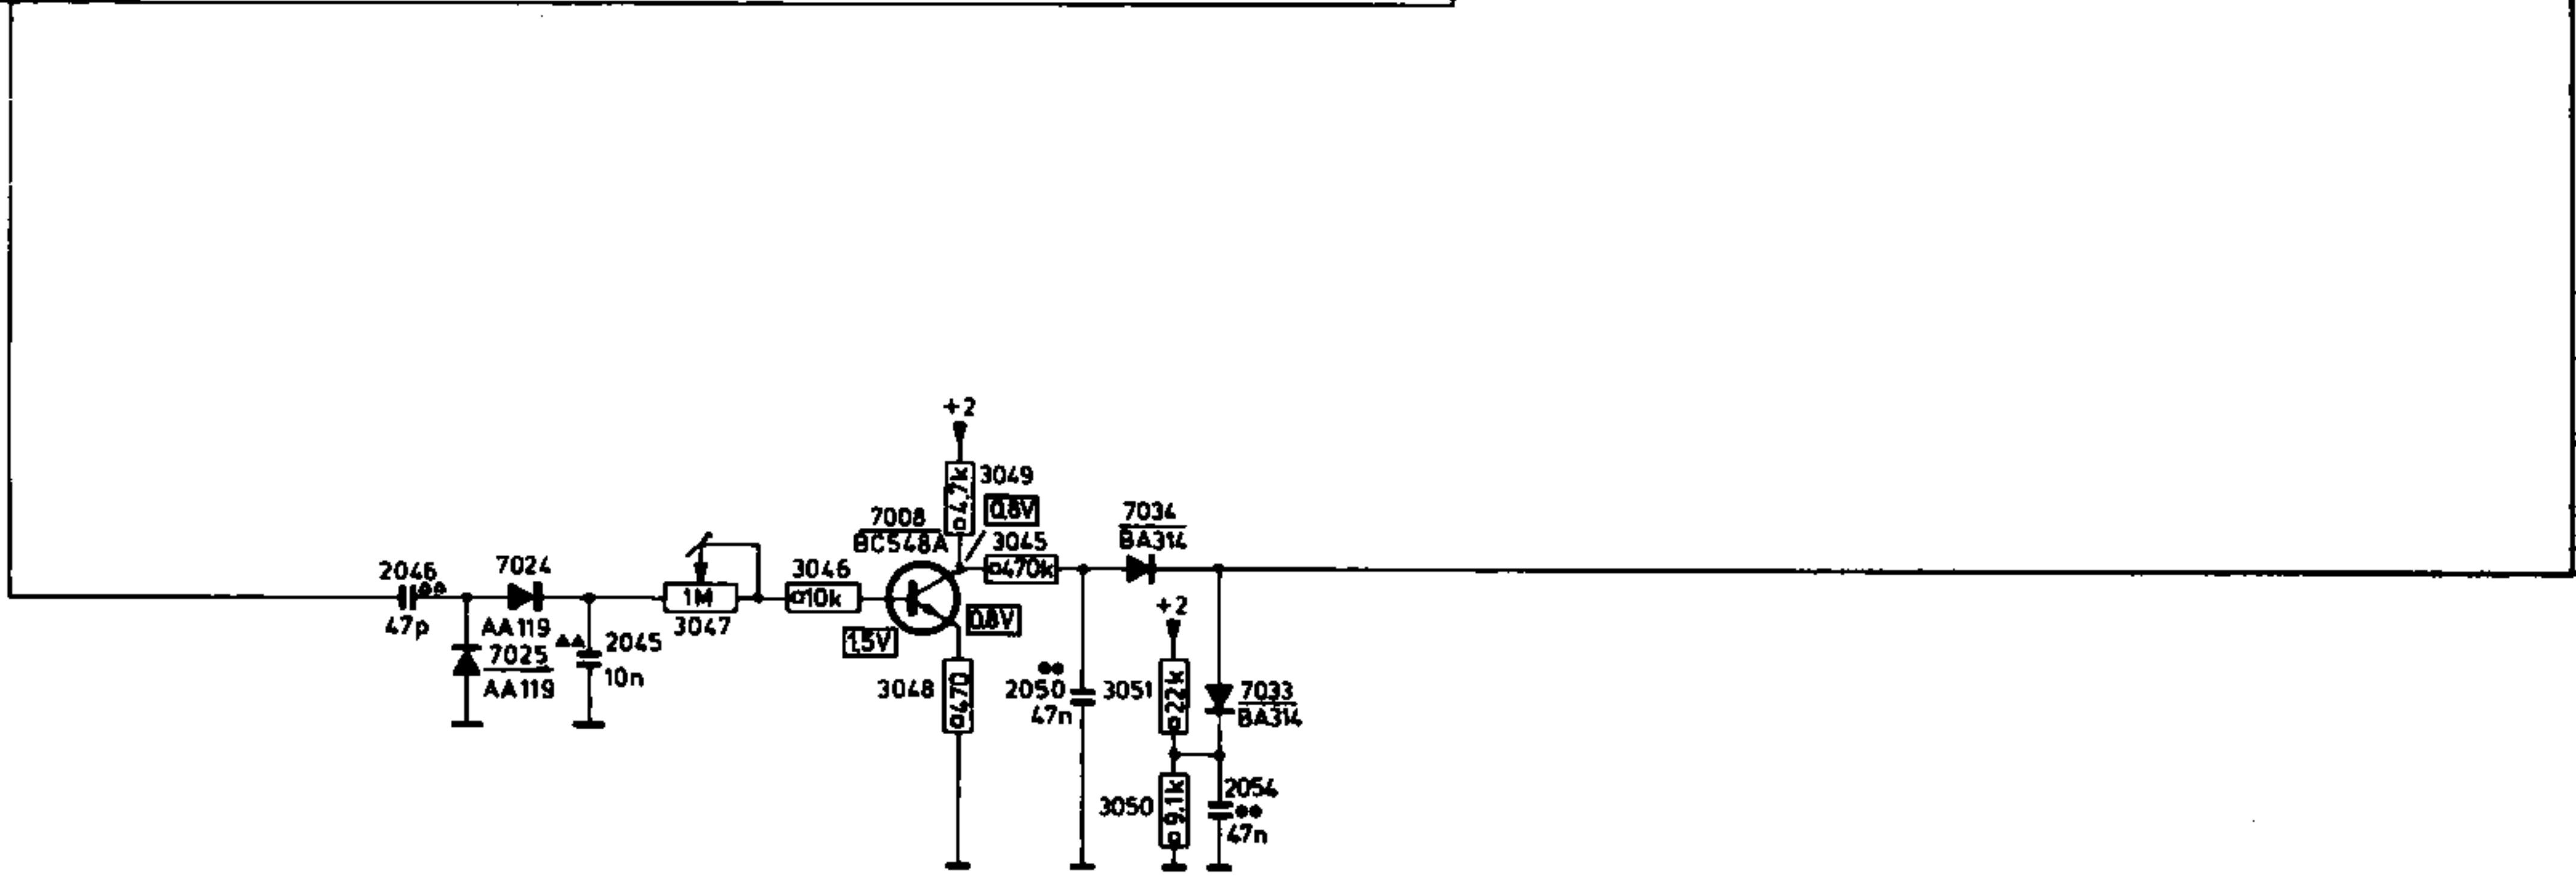 +2
4,7k
3049
0,8V
7008
BC548A
3045
470k
7034
BA314
2046
47p
7024
AA119
7025
AA119
2045
10n
1M
3047
3046
10k
1,5V
0,8V
3048
470
2050
47n
+2
3051
22k
7033
BA314
3050
9,1k
2054
47n